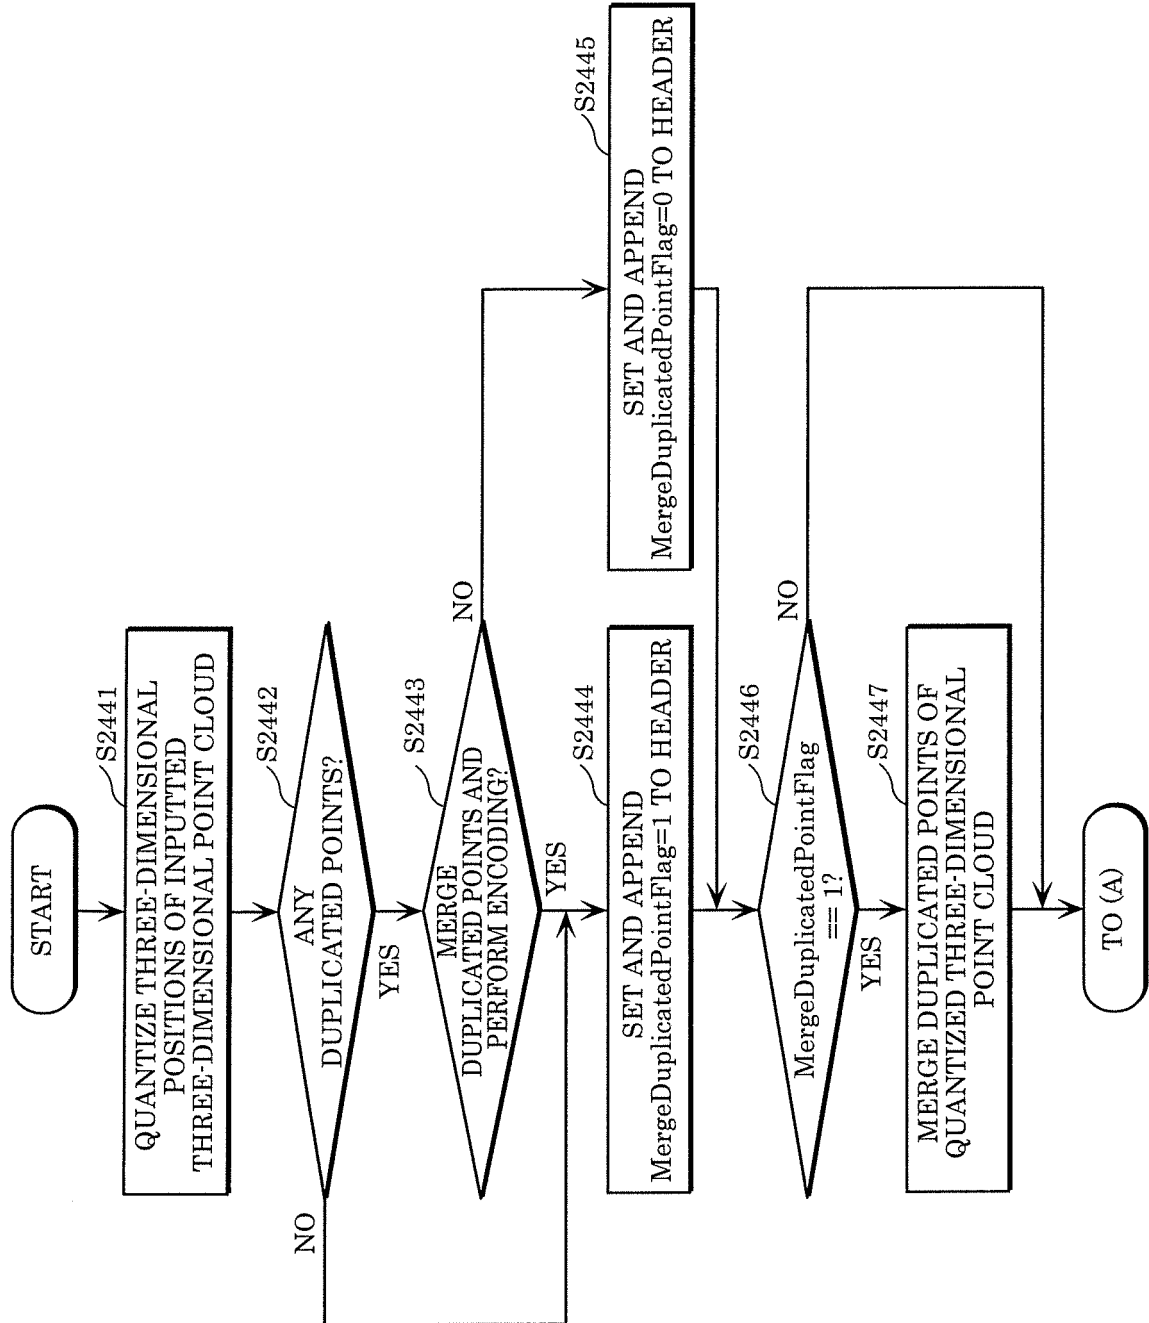 START
S2441
QUANTIZE THREE-DIMENSIONAL
POSITIONS OF INPUTTED
THREE-DIMENSIONAL POINT CLOUD
S2442
ANY
DUPLICATED POINTS?
NO
YES
S2443
MERGE
DUPLICATED POINTS AND
PERFORM ENCODING?
NO
YES
S2444
SET AND APPEND
MergeDuplicatedPointFlag=1 TO HEADER
S2445
SET AND APPEND
MergeDuplicatedPointFlag=0 TO HEADER
S2446
MergeDuplicatedPointFlag
== 1?
NO
YES
S2447
MERGE DUPLICATED POINTS OF
QUANTIZED THREE-DIMENSIONAL
POINT CLOUD
TO (A)